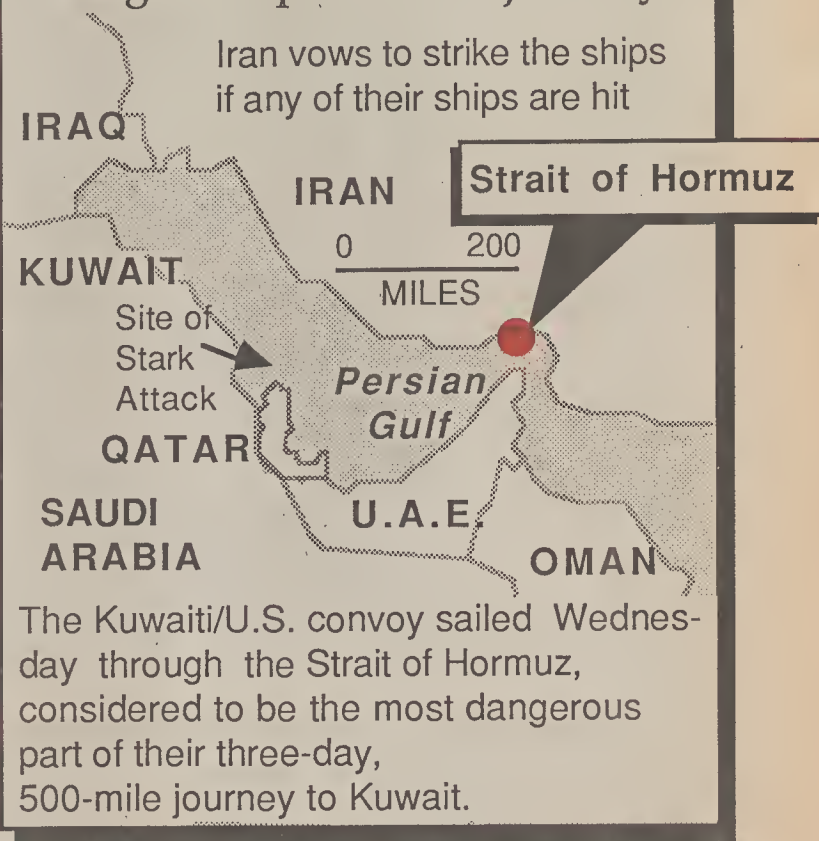 Iran vows to strike the ships
if any of their ships are hit
IRAQ
IRAN
Strait of Hormuz
0 200
MILES
KUWAIT
Site of
Stark
Attack
Persian
Gulf
QATAR
SAUDI
ARABIA
U.A.E.
OMAN
The Kuwaiti/U.S. convoy sailed Wednes-
day through the Strait of Hormuz,
considered to be the most dangerous
part of their three-day,
500-mile journey to Kuwait.